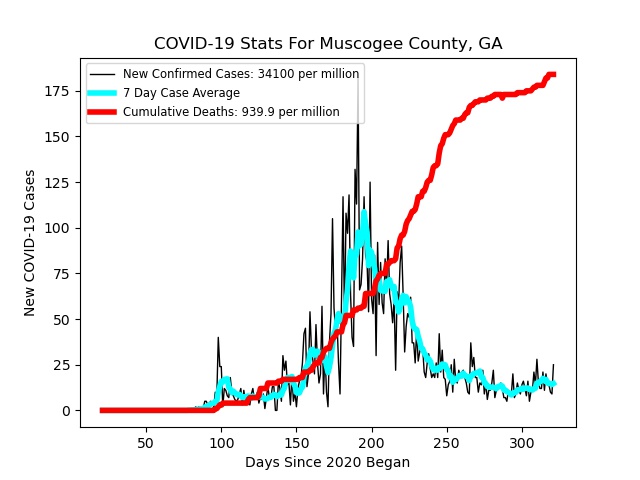 COVID-19 Stats For Muscogee County, GA
New Confirmed Cases: 34100 per million
7 Day Case Average
Cumulative Deaths: 939.9 per million
New COVID-19 Cases
175
150
125
100
75
50
25
0
50 100 150 200 250 300
Days Since 2020 Began